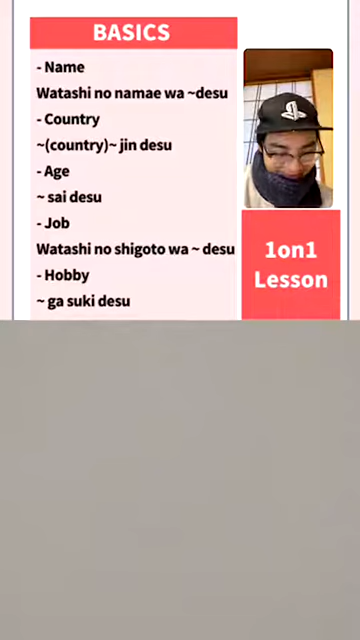 BASICS
- Name
Watashi no namae wa ~desu
- Country
~(country)~ jin desu
- Age
~ sai desu
- Job
Watashi no shigoto wa ~ desu
- Hobby
~ ga suki desu
1on1
Lesson